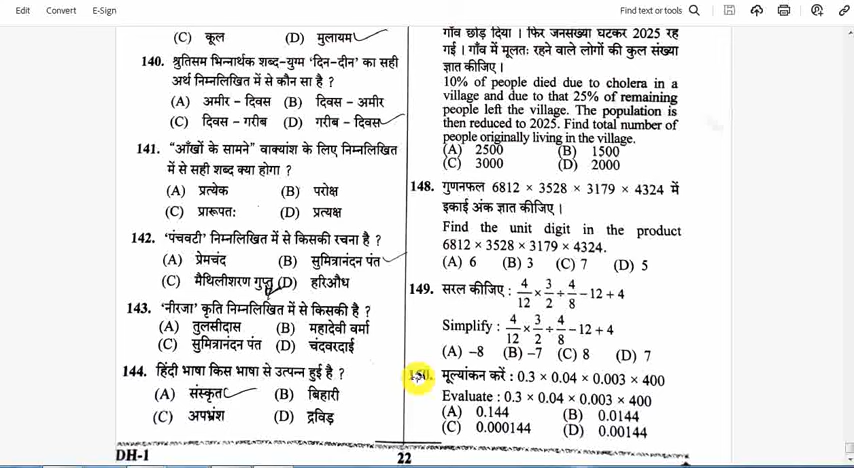 Edit Convert E-Sign
Find text or tools
(C) कूल (D) मुलायम
140. श्रुतिसम भिन्नार्थक शब्द-युग्म 'दिन-दीन' का सही
अर्थ निम्नलिखित में से कौन सा है ?
(A) अमीर - दिवस (B) दिवस - अमीर
(C) दिवस - गरीब (D) गरीब - दिवस
141. "आँखों के सामने" वाक्यांश के लिए निम्नलिखित
में से सही शब्द क्या होगा ?
(A) प्रत्येक (B) परोक्ष
(C) प्रारूपतः (D) प्रत्यक्ष
142. 'पंचवटी' निम्नलिखित में से किसकी रचना है ?
(A) प्रेमचंद (B) सुमित्रानंदन पंत
(C) मैथिलीशरण गुप्त (D) हरिऔध
143. 'नीरजा' कृति निम्नलिखित में से किसकी है ?
(A) तुलसीदास (B) महादेवी वर्मा
(C) सुमित्रानंदन पंत (D) चंदवरदाई
144. हिंदी भाषा किस भाषा से उत्पन्न हुई है ?
(A) संस्कृत (B) बिहारी
(C) अपभ्रंश (D) द्रविड़
गाँव छोड़ दिया । फिर जनसंख्या घटकर 2025 रह
गई । गाँव में मूलतः रहने वाले लोगों की कुल संख्या
ज्ञात कीजिए ।
10% of people died due to cholera in a
village and due to that 25% of remaining
people left the village. The population is
then reduced to 2025. Find total number of
people originally living in the village.
(A) 2500 (B) 1500
(C) 3000 (D) 2000
148. गुणनफल 6812 × 3528 × 3179 × 4324 में
इकाई अंक ज्ञात कीजिए ।
Find the unit digit in the product
6812 × 3528 × 3179 × 4324.
(A) 6 (B) 3 (C) 7 (D) 5
149. सरल कीजिए : 4/12 × 3/2 ÷ 4/8 − 12 + 4
Simplify : 4/12 × 3/2 ÷ 4/8 − 12 + 4
(A) –8 (B) –7 (C) 8 (D) 7
150. मूल्यांकन करें : 0.3 × 0.04 × 0.003 × 400
Evaluate : 0.3 × 0.04 × 0.003 × 400
(A) 0.144 (B) 0.0144
(C) 0.000144 (D) 0.00144
DH-1
22